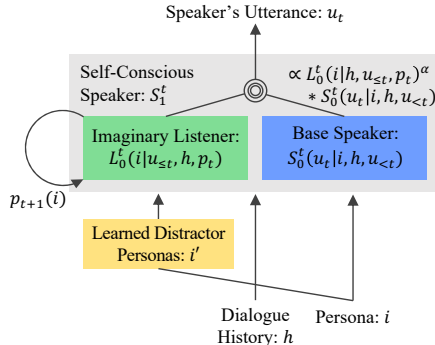 Speaker's Utterance: u_t
Self-Conscious
Speaker: S_1^t
∝ L_0^t(i|h, u_{≤t}, p_t)^α
* S_0^t(u_t|i, h, u_{<t})
Imaginary Listener:
L_0^t(i|u_{≤t}, h, p_t)
Base Speaker:
S_0^t(u_t|i, h, u_{<t})
p_{t+1}(i)
Learned Distractor
Personas: i′
Dialogue
History: h
Persona: i